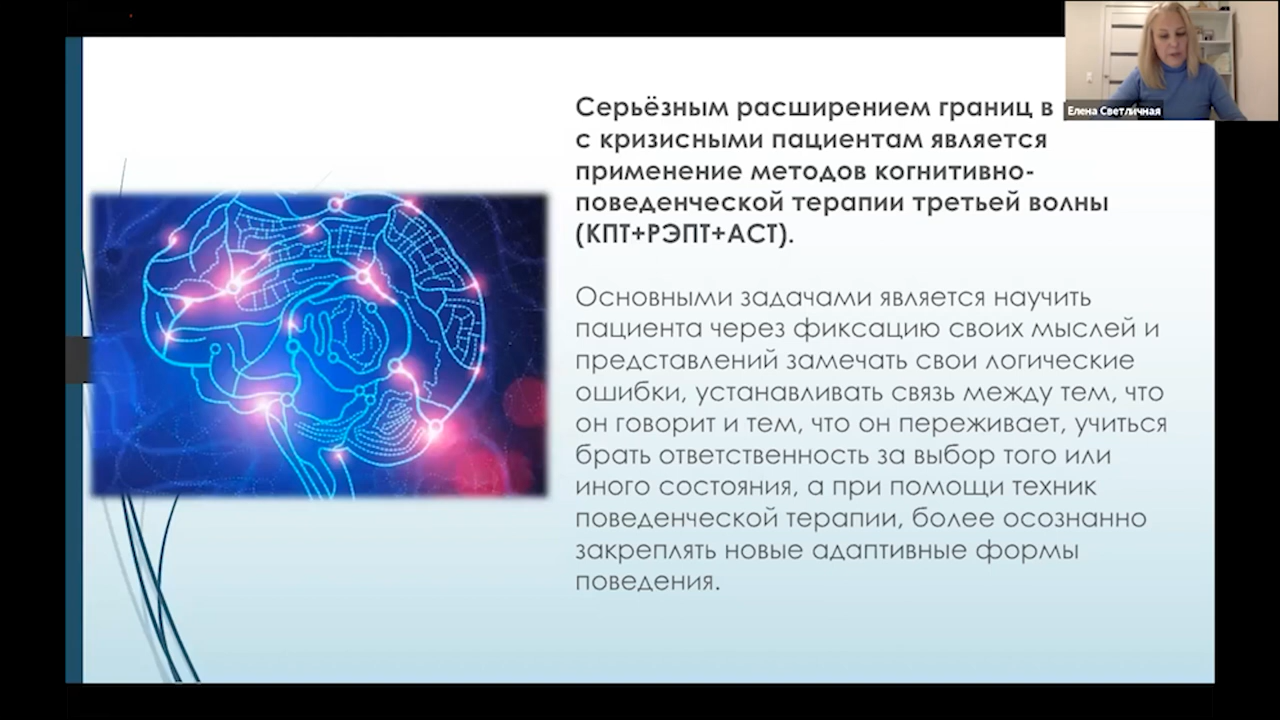 Серьёзным расширением границ в
с кризисными пациентам является
применение методов когнитивно-
поведенческой терапии третьей волны
(КПТ+РЭПТ+АСТ).
Основными задачами является научить
пациента через фиксацию своих мыслей и
представлений замечать свои логические
ошибки, устанавливать связь между тем, что
он говорит и тем, что он переживает, учиться
брать ответственность за выбор того или
иного состояния, а при помощи техник
поведенческой терапии, более осознанно
закреплять новые адаптивные формы
поведения.
Елена Светличная